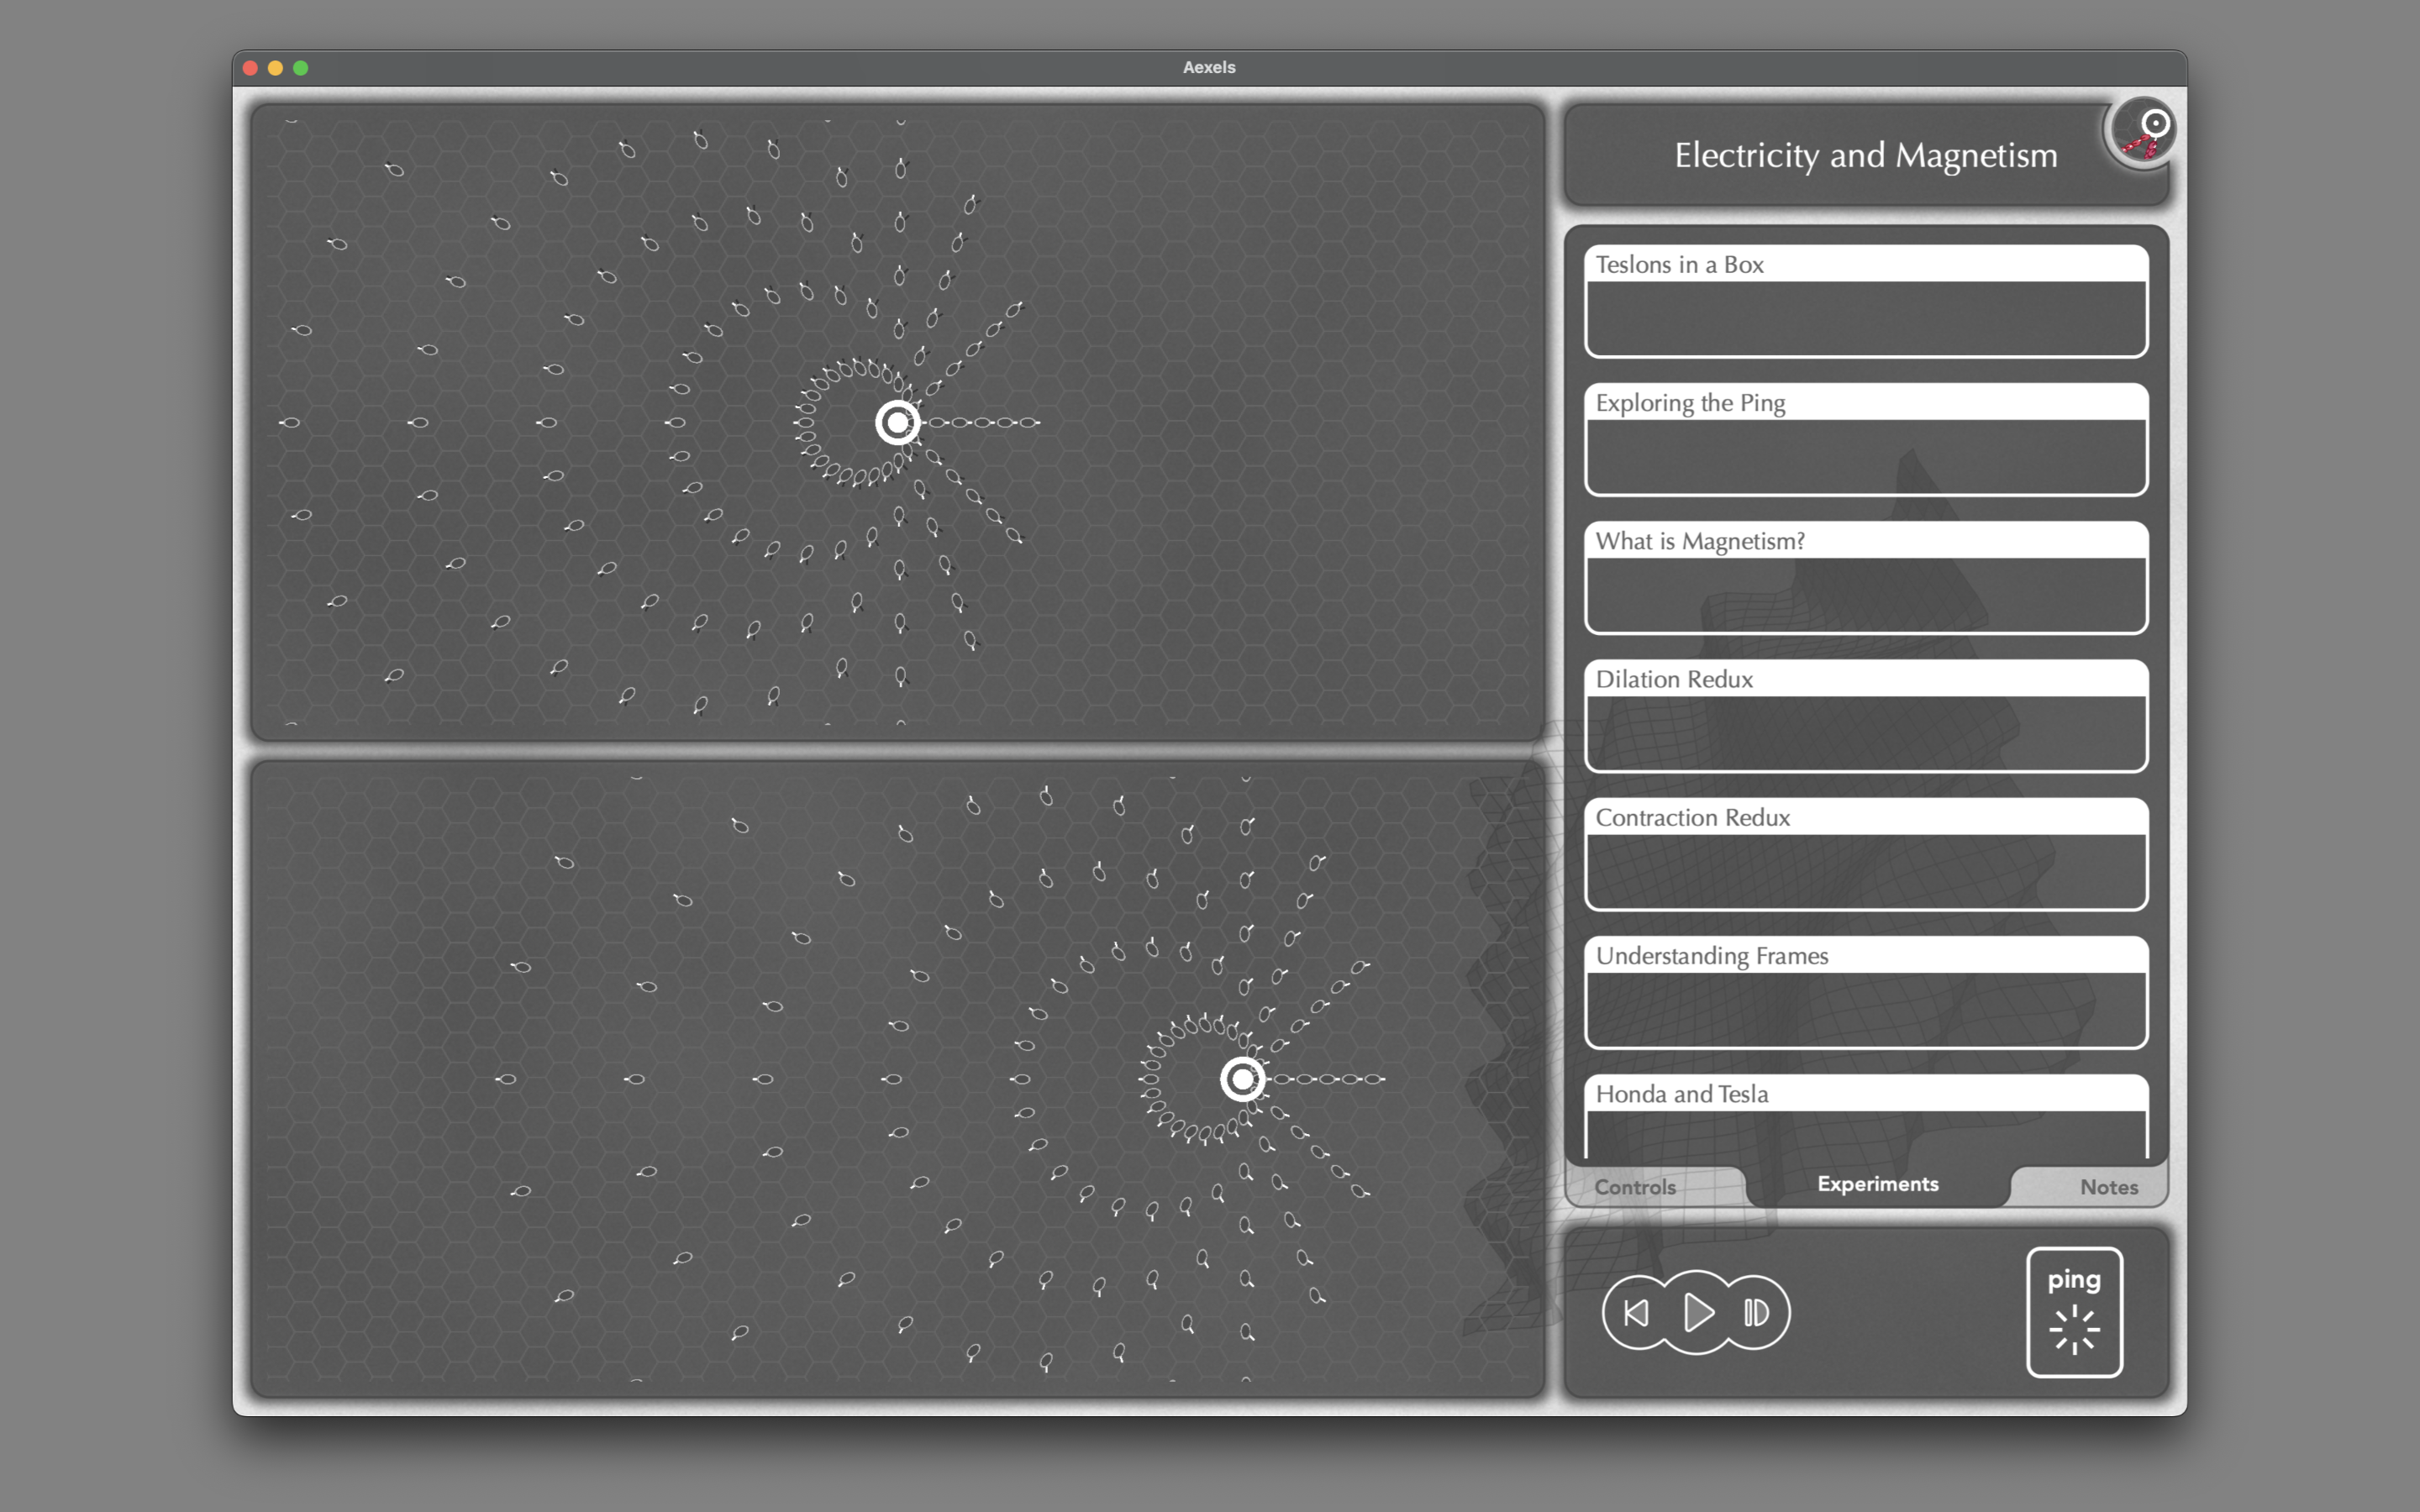 Aexels
Electricity and Magnetism
Teslons in a Box
Exploring the Ping
What is Magnetism?
Dilation Redux
Contraction Redux
Understanding Frames
Honda and Tesla
Controls
Experiments
Notes
ping